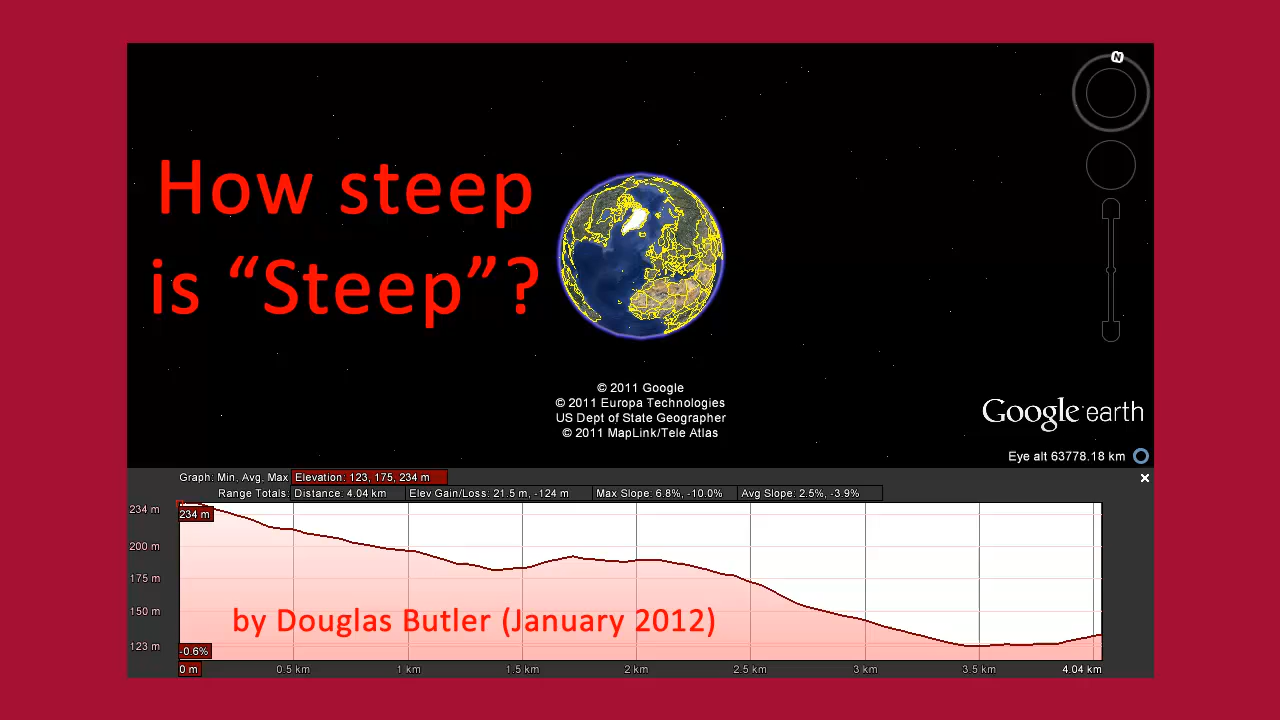 N
How steep
is “Steep”?
© 2011 Google
© 2011 Europa Technologies
US Dept of State Geographer
© 2011 MapLink/Tele Atlas
Google earth
Eye alt 63778.18 km
Graph: Min, Avg, Max Elevation: 123, 175, 234 m
Range Totals: Distance: 4.04 km Elev Gain/Loss: 21.5 m, -124 m Max Slope: 6.8%, -10.0% Avg Slope: 2.5%, -3.9%
234 m
234 m
200 m
175 m
150 m
by Douglas Butler (January 2012)
123 m
-0.6%
0 m 0.5 km 1 km 1.5 km 2 km 2.5 km 3 km 3.5 km 4.04 km